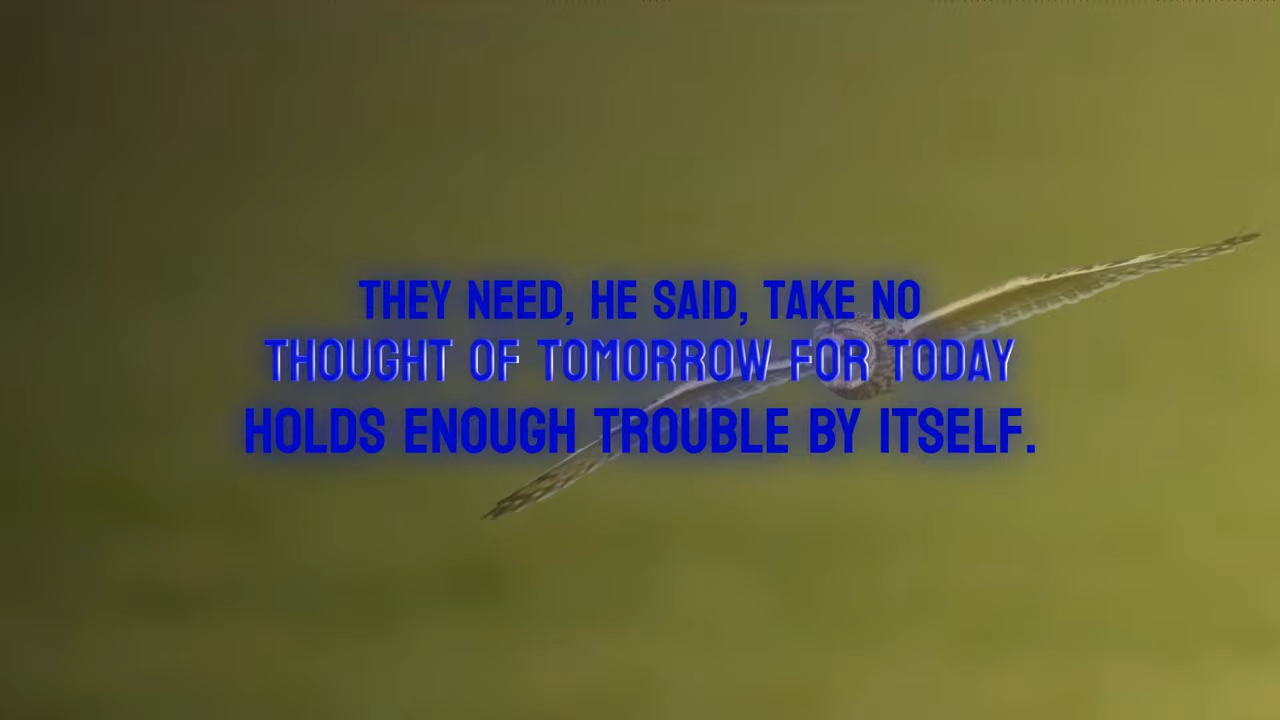 THEY NEED, HE SAID, TAKE NO
THOUGHT OF TOMORROW FOR TODAY
HOLDS ENOUGH TROUBLE BY ITSELF.